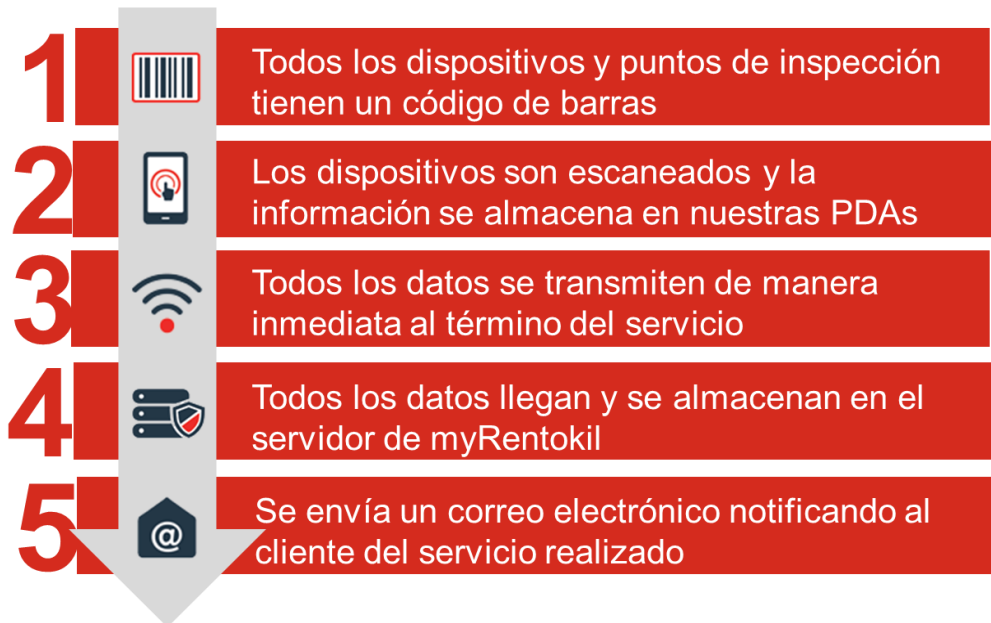 1
Todos los dispositivos y puntos de inspección
tienen un código de barras
2
Los dispositivos son escaneados y la
información se almacena en nuestras PDAs
3
Todos los datos se transmiten de manera
inmediata al término del servicio
4
Todos los datos llegan y se almacenan en el
servidor de myRentokil
5
@
Se envía un correo electrónico notificando al
cliente del servicio realizado